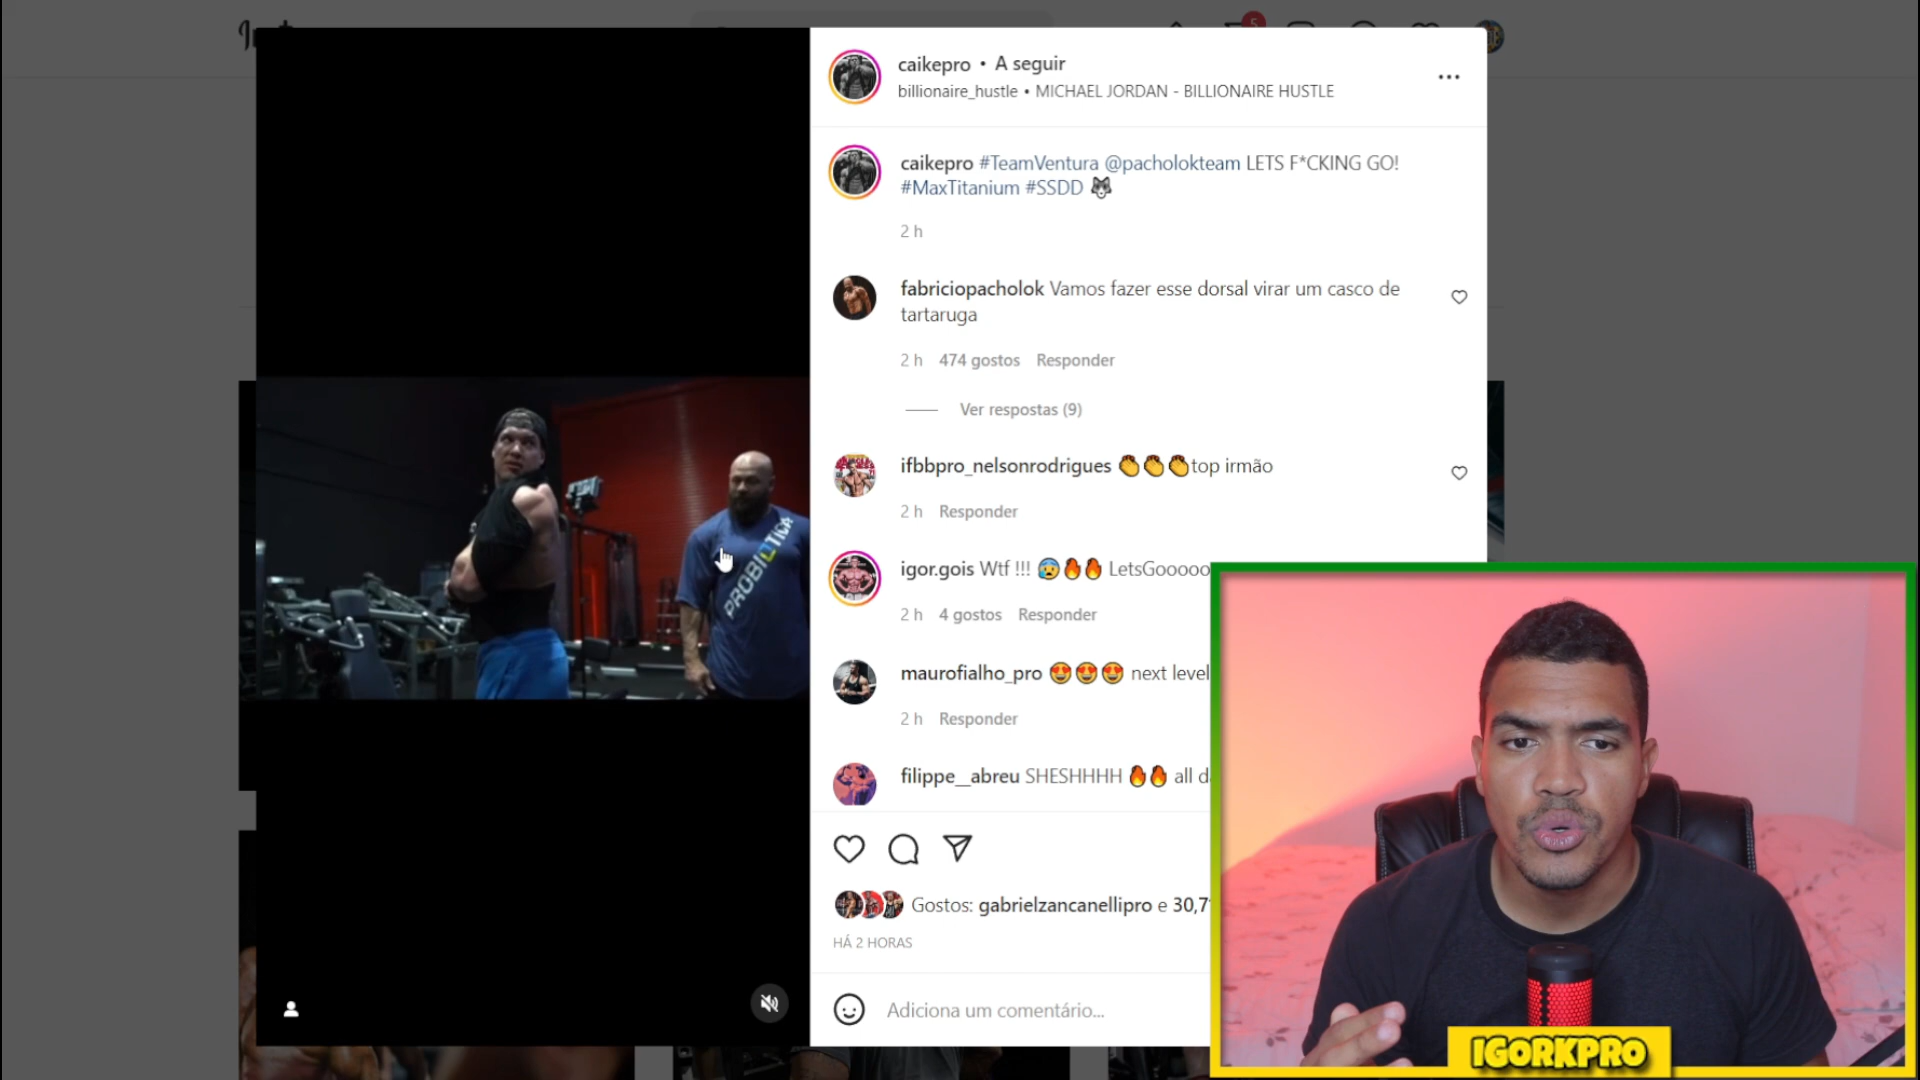 5
caikepro • A seguir
billionaire_hustle • MICHAEL JORDAN - BILLIONAIRE HUSTLE
caikepro #TeamVentura @pacholokteam LETS F*CKING GO!
#MaxTitanium #SSDD 🐺
2 h
fabriciopacholok Vamos fazer esse dorsal virar um casco de
tartaruga
2 h 474 gostos Responder
Ver respostas (9)
ifbbpro_nelsonrodrigues 👏👏👏top irmão
2 h Responder
igor.gois Wtf !!! 😰🔥🔥 LetsGooooo
2 h 4 gostos Responder
maurofialho_pro 😍😍😍 next level
2 h Responder
filippe__abreu SHESHHHH 🔥🔥 all
Gostos: gabrielzancanellipro e 30,7
HÁ 2 HORAS
Adiciona um comentário...
PROBIOTICA
IGORKPRO